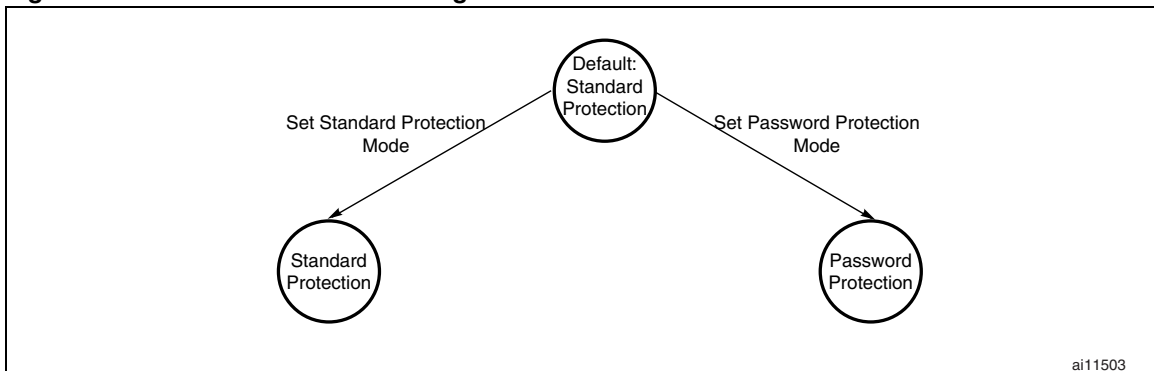 Default:
Standard
Protection
Set Standard Protection
Mode
Set Password Protection
Mode
Standard
Protection
Password
Protection
ai11503